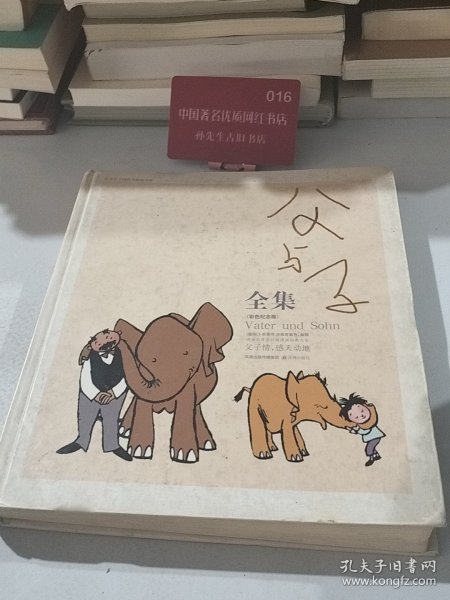 016
中国著名优质网红书店
孙先生古旧书店
父
与
子
全集
（彩色纪念版）
Vater und Sohn
父子情，感天动地
孔夫子旧书网
www.kongfz.com